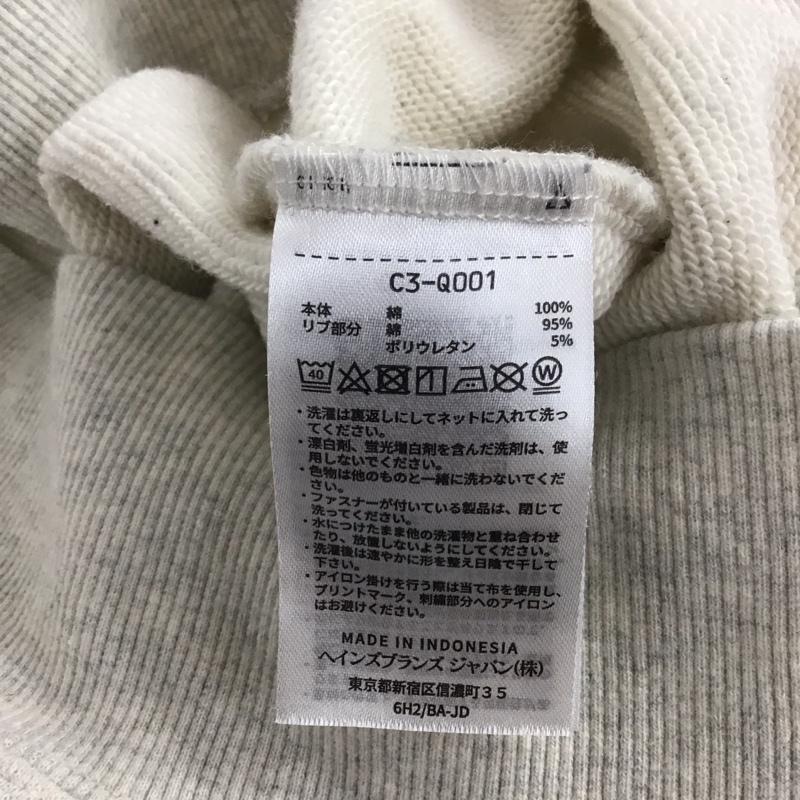 C3-Q001
本体 綿 100%
リブ部分 綿 95%
ポリウレタン 5%
40 W
・洗濯は裏返しにしてネットに入れて洗っ
てください。
・漂白剤、蛍光増白剤を含んだ洗剤は、使
用しないでください。
・色物は他のものと一緒に洗わないでくだ
さい。
・ファスナーが付いている製品は、閉じて
洗ってください。
・水につけたまま他の洗濯物と重ね合わせ
たり、放置しないようにしてください。
・洗濯後は速やかに形を整え日陰で干して
下さい。
・アイロン掛けを行う際は当て布を使用し、
プリントマーク、刺繍部分へのアイロン
はお避けください。
MADE IN INDONESIA
ヘインズブランズ ジャパン(株)
東京都新宿区信濃町35
6H2/BA-JD